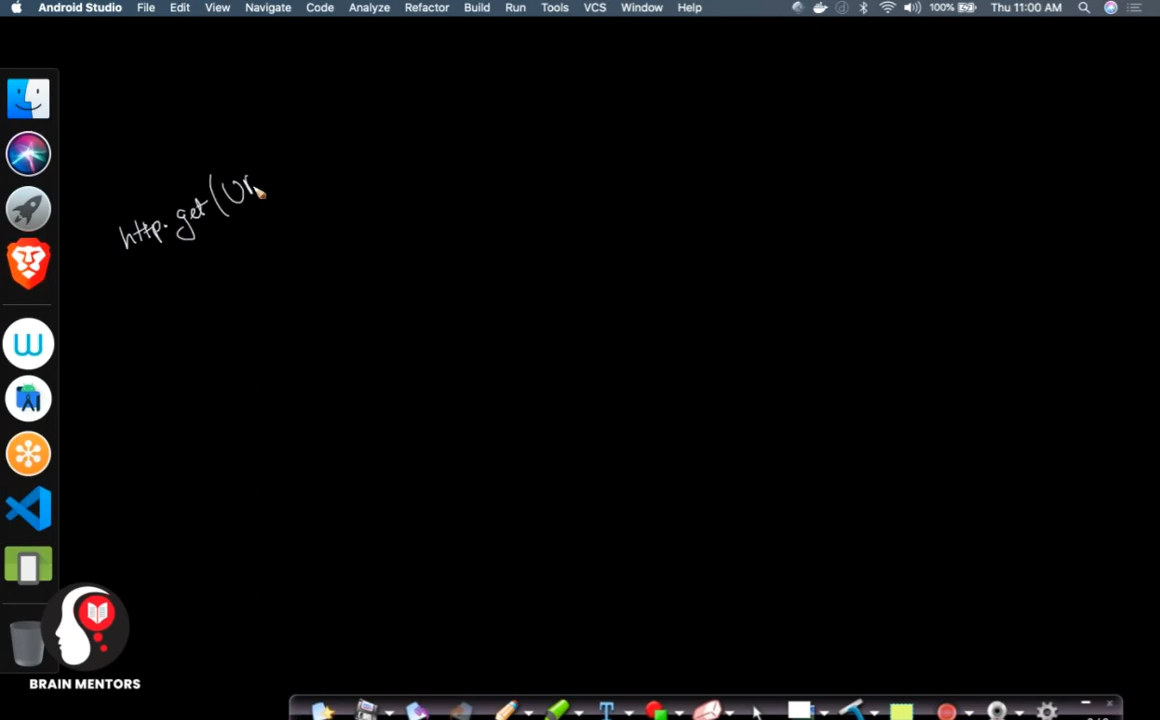 Android Studio File Edit View Navigate Code Analyze Refactor Build Run Tools VCS Window Help 100% Thu 11:00 AM
http.get(Ur
BRAIN MENTORS